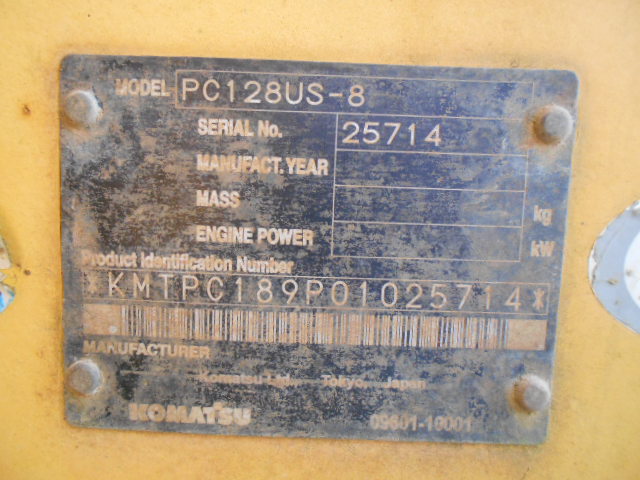 MODEL PC128US-8
SERIAL No. 25714
MANUFACT. YEAR
MASS kg
ENGINE POWER kW
Product Identification Number
*KMTPC189P01025714*
MANUFACTURER
Komatsu Ltd., Tokyo, Japan
KOMATSU 09601-10001